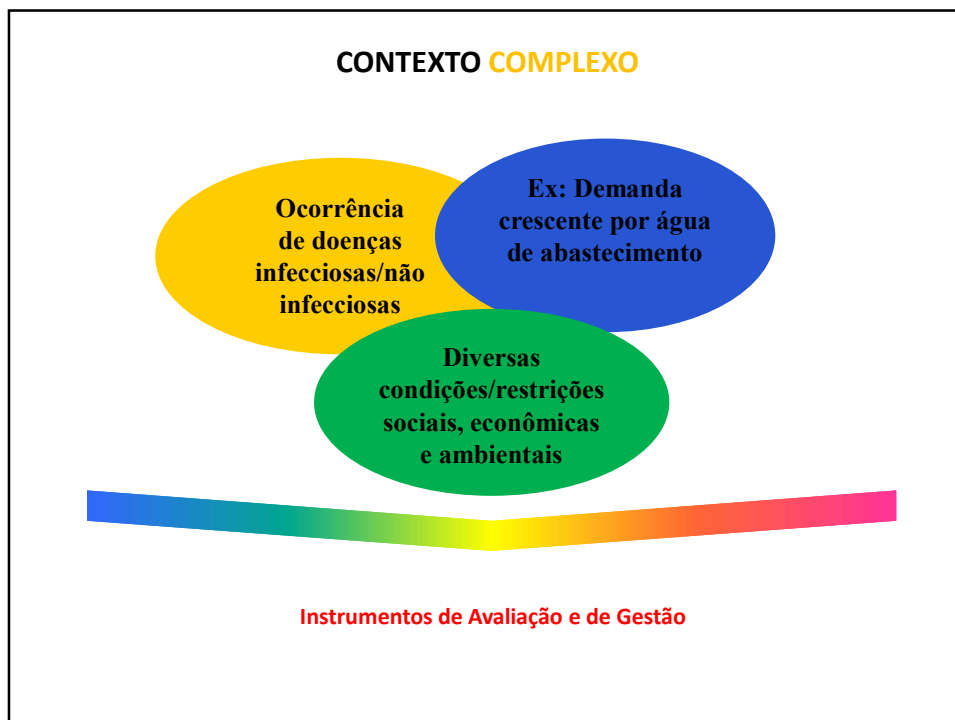 CONTEXTO COMPLEXO
Ocorrência
de doenças
infecciosas/não
infecciosas
Ex: Demanda
crescente por água
de abastecimento
Diversas
condições/restrições
sociais, econômicas
e ambientais
Instrumentos de Avaliação e de Gestão